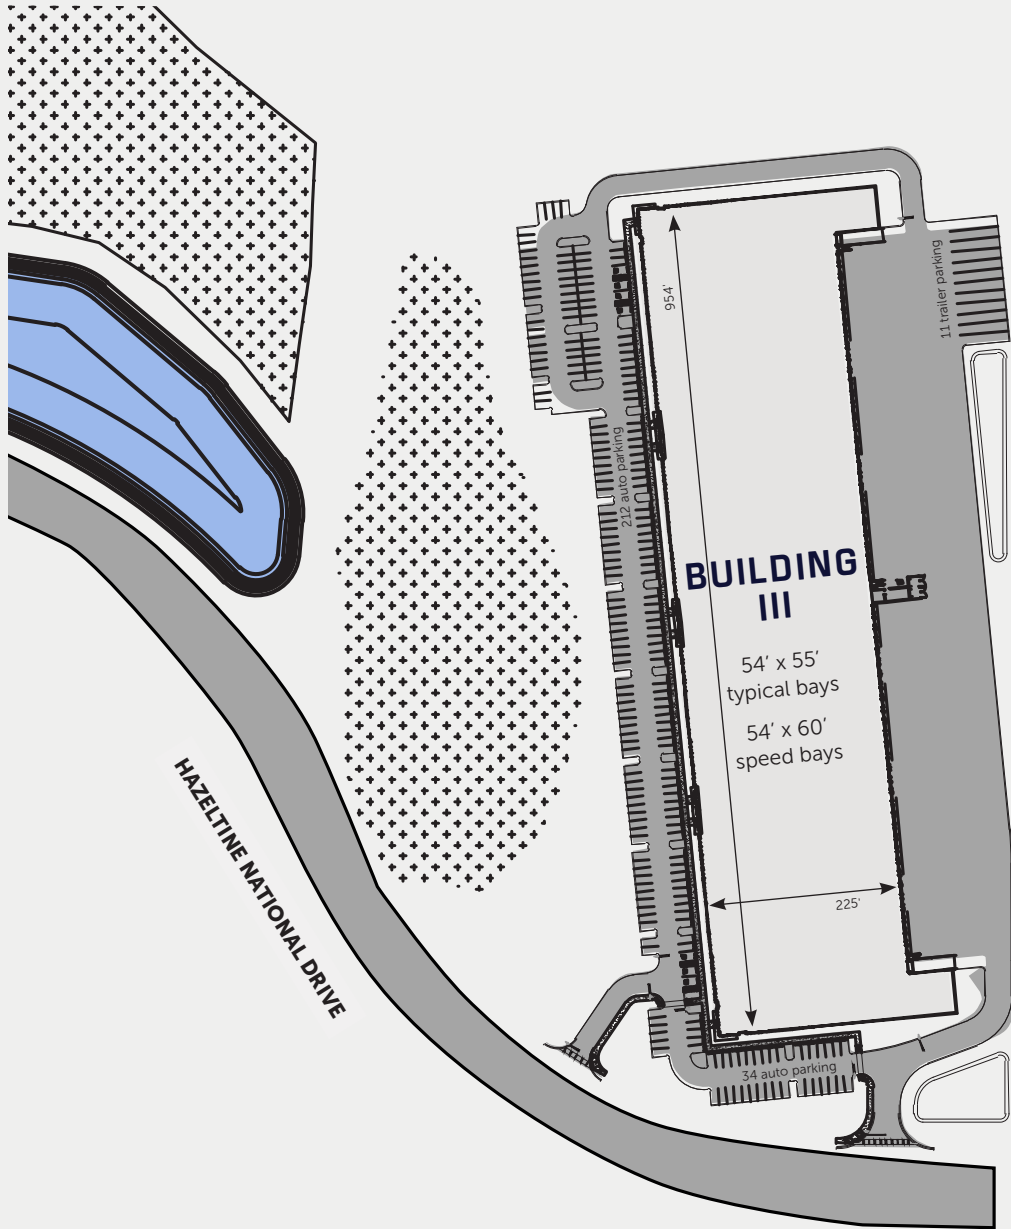 11 trailer parking
954'
212 auto parking
BUILDING
III
54' x 55'
typical bays
54' x 60'
speed bays
HAZELTINE NATIONAL DRIVE
225'
34 auto parking